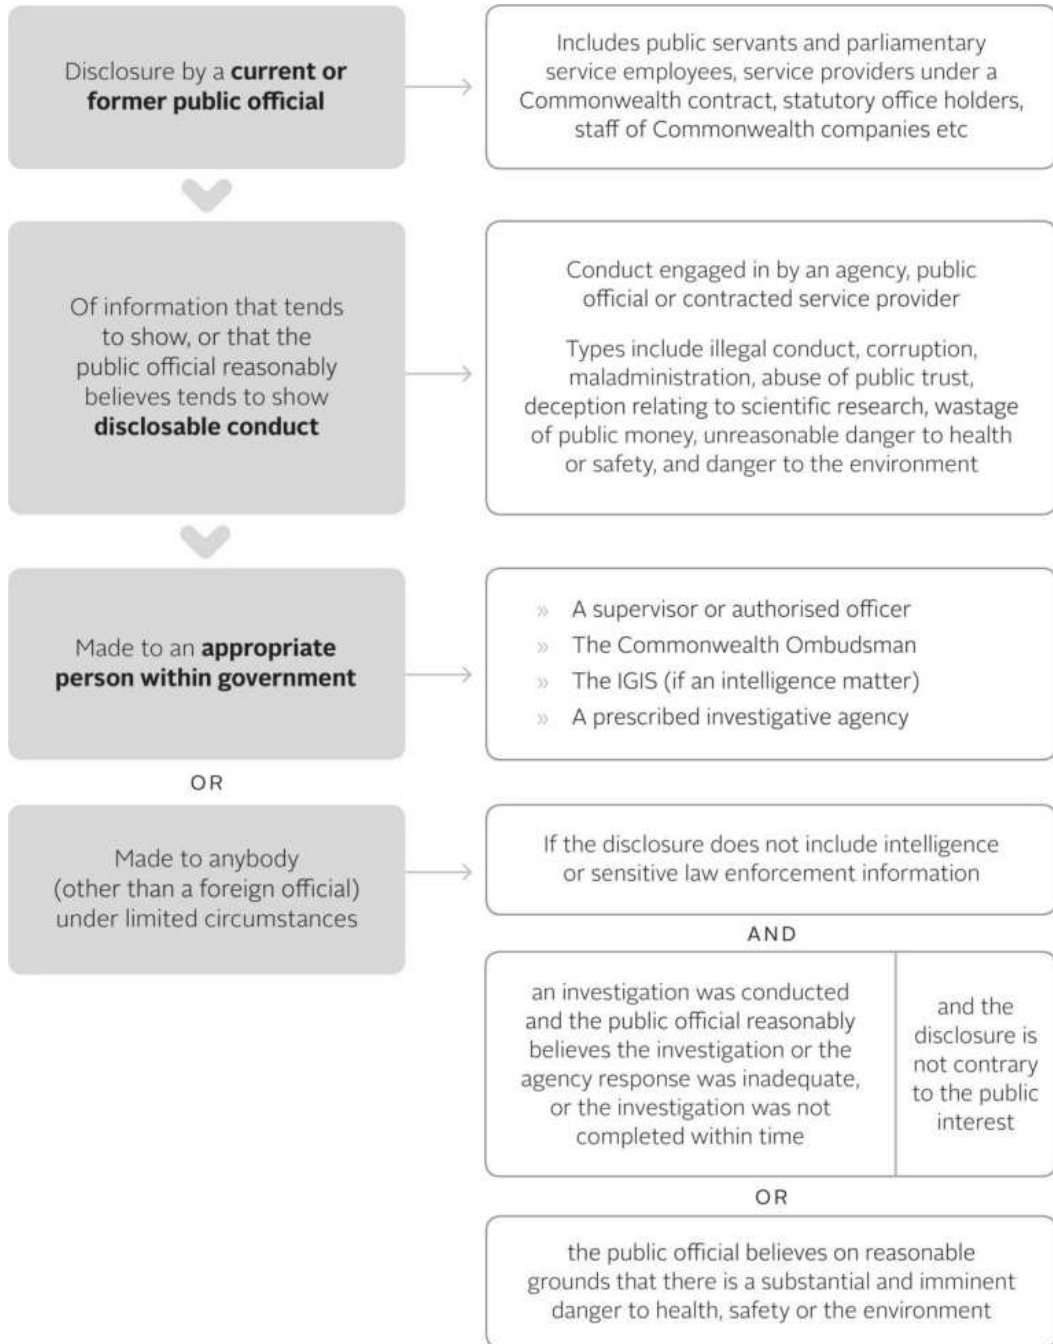 Disclosure by a current or
former public official
Includes public servants and parliamentary
service employees, service providers under a
Commonwealth contract, statutory office holders,
staff of Commonwealth companies etc
Of information that tends
to show, or that the
public official reasonably
believes tends to show
disclosable conduct
Conduct engaged in by an agency, public
official or contracted service provider
Types include illegal conduct, corruption,
maladministration, abuse of public trust,
deception relating to scientific research, wastage
of public money, unreasonable danger to health
or safety, and danger to the environment
Made to an appropriate
person within government
» A supervisor or authorised officer
» The Commonwealth Ombudsman
» The IGIS (if an intelligence matter)
» A prescribed investigative agency
OR
Made to anybody
(other than a foreign official)
under limited circumstances
If the disclosure does not include intelligence
or sensitive law enforcement information
AND
an investigation was conducted
and the public official reasonably
believes the investigation or the
agency response was inadequate,
or the investigation was not
completed within time
and the
disclosure is
not contrary
to the public
interest
OR
the public official believes on reasonable
grounds that there is a substantial and imminent
danger to health, safety or the environment